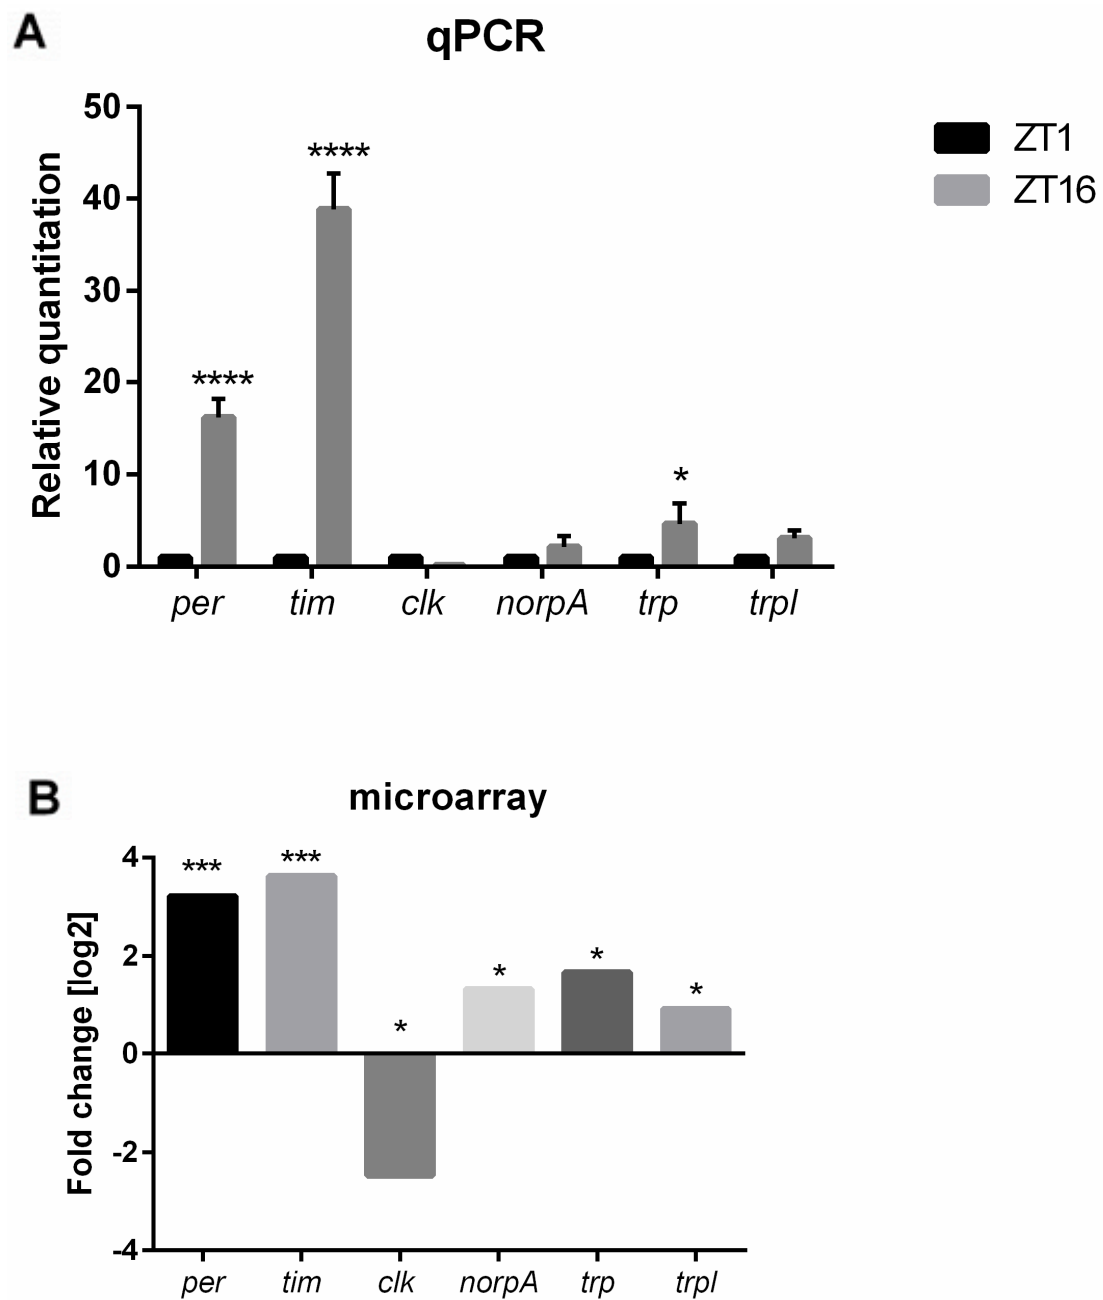 A
qPCR
50
40
30
20
10
0
Relative quantitation
****
****
*
per tim clk norpA trp trpl
ZT1
ZT16
B
microarray
4
2
0
-2
-4
Fold change [log2]
*** *** * * * *
per tim clk norpA trp trpl